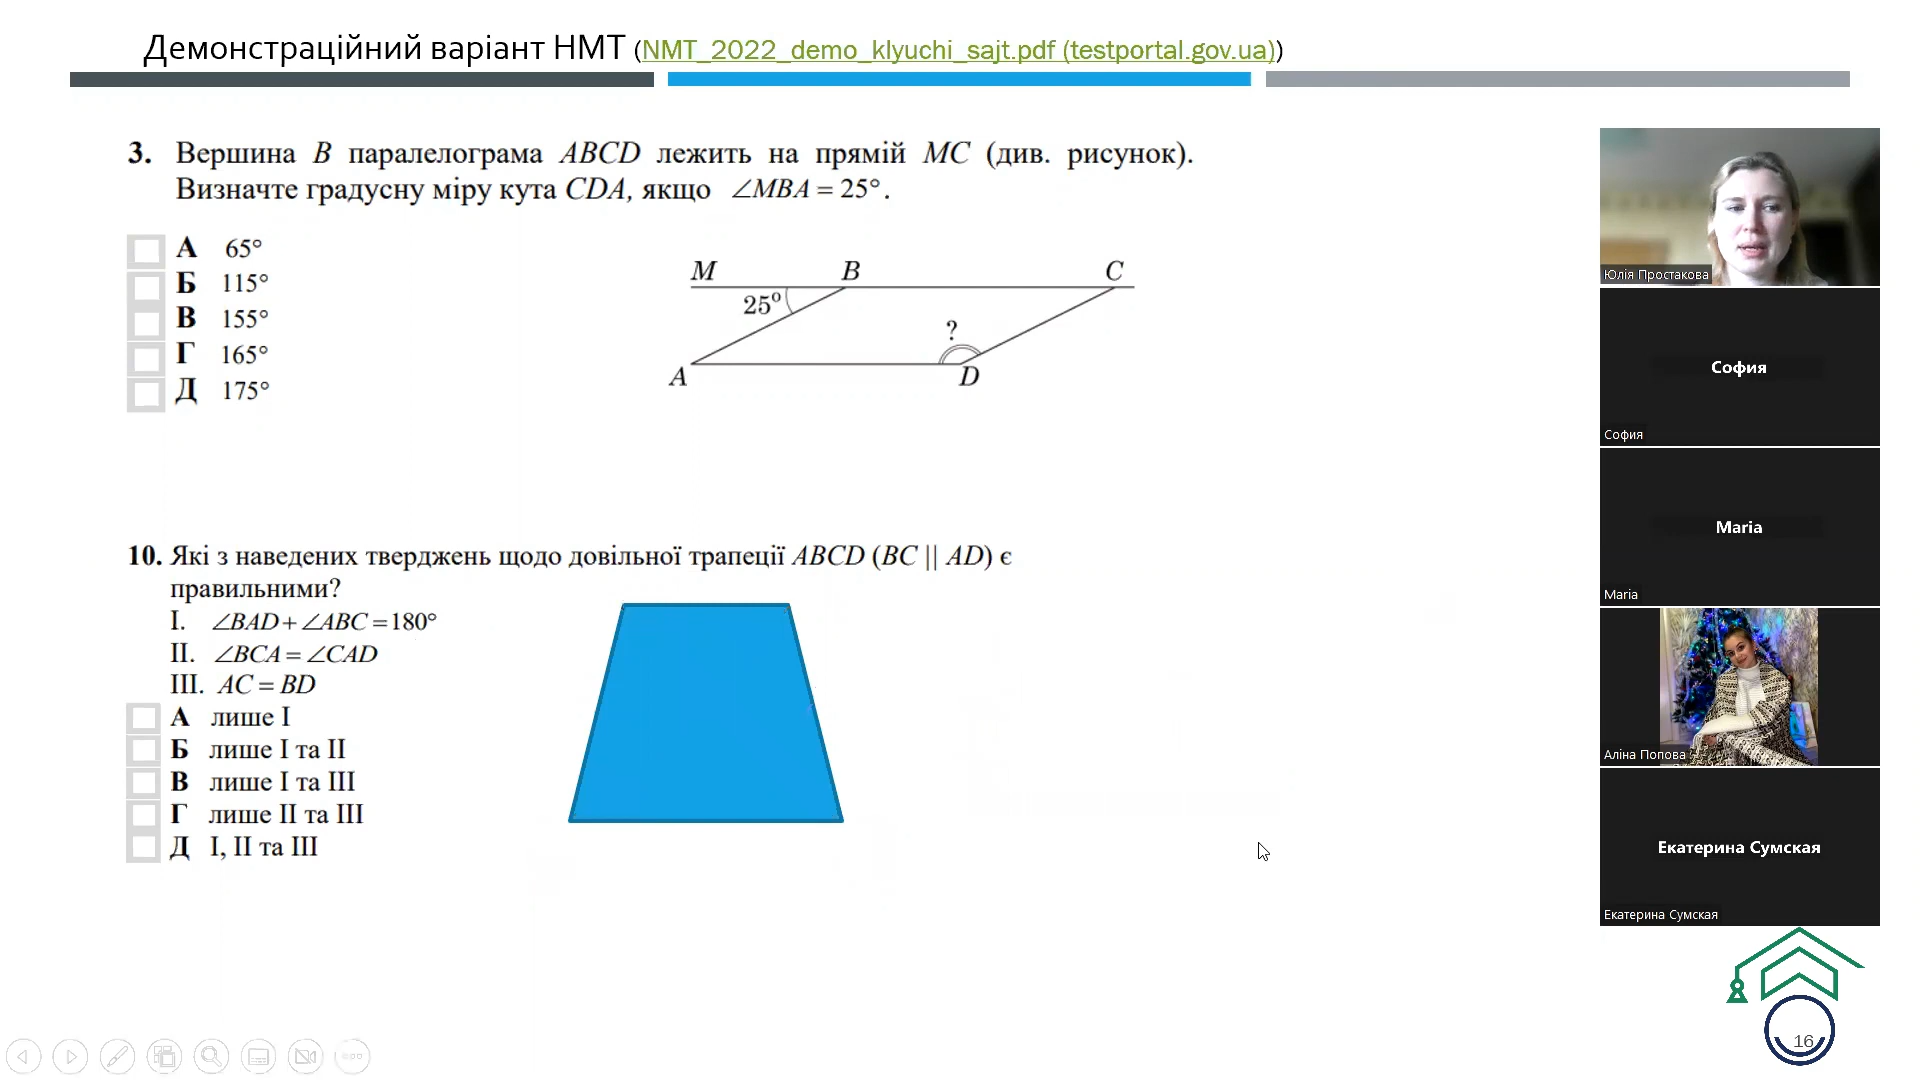 Демонстраційний варіант НМТ (NMT_2022_demo_klyuchi_sajt.pdf (testportal.gov.ua))
3. Вершина B паралелограма ABCD лежить на прямій MC (див. рисунок).
Визначте градусну міру кута CDA, якщо ∠MBA = 25°.
А 65°
Б 115°
В 155°
Г 165°
Д 175°
M B C
25°
?
A D
10. Які з наведених тверджень щодо довільної трапеції ABCD (BC || AD) є
правильними?
I. ∠BAD + ∠ABC = 180°
II. ∠BCA = ∠CAD
III. AC = BD
А лише I
Б лише I та II
В лише I та III
Г лише II та III
Д I, II та III
Юлія Простакова
София
София
Maria
Maria
Аліна Попова
Екатерина Сумская
Екатерина Сумская
16